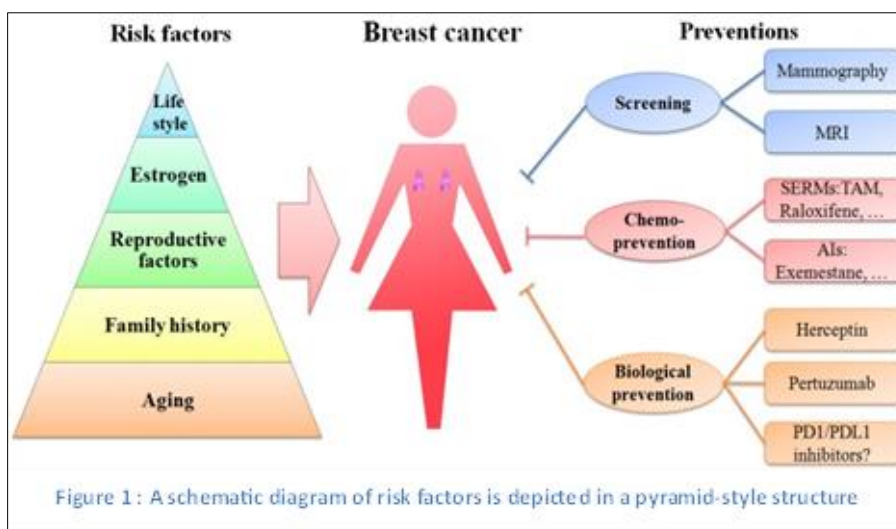 Risk factors
Breast cancer
Preventions
Life
style
Estrogen
Reproductive
factors
Family history
Aging
Screening
Mammography
MRI
Chemo-
prevention
SERMs:TAM,
Raloxifene, ...
AIs:
Exemestane, ...
Biological
prevention
Herceptin
Pertuzumab
PD1/PDL1
inhibitors?
Figure 1: A schematic diagram of risk factors is depicted in a pyramid-style structure